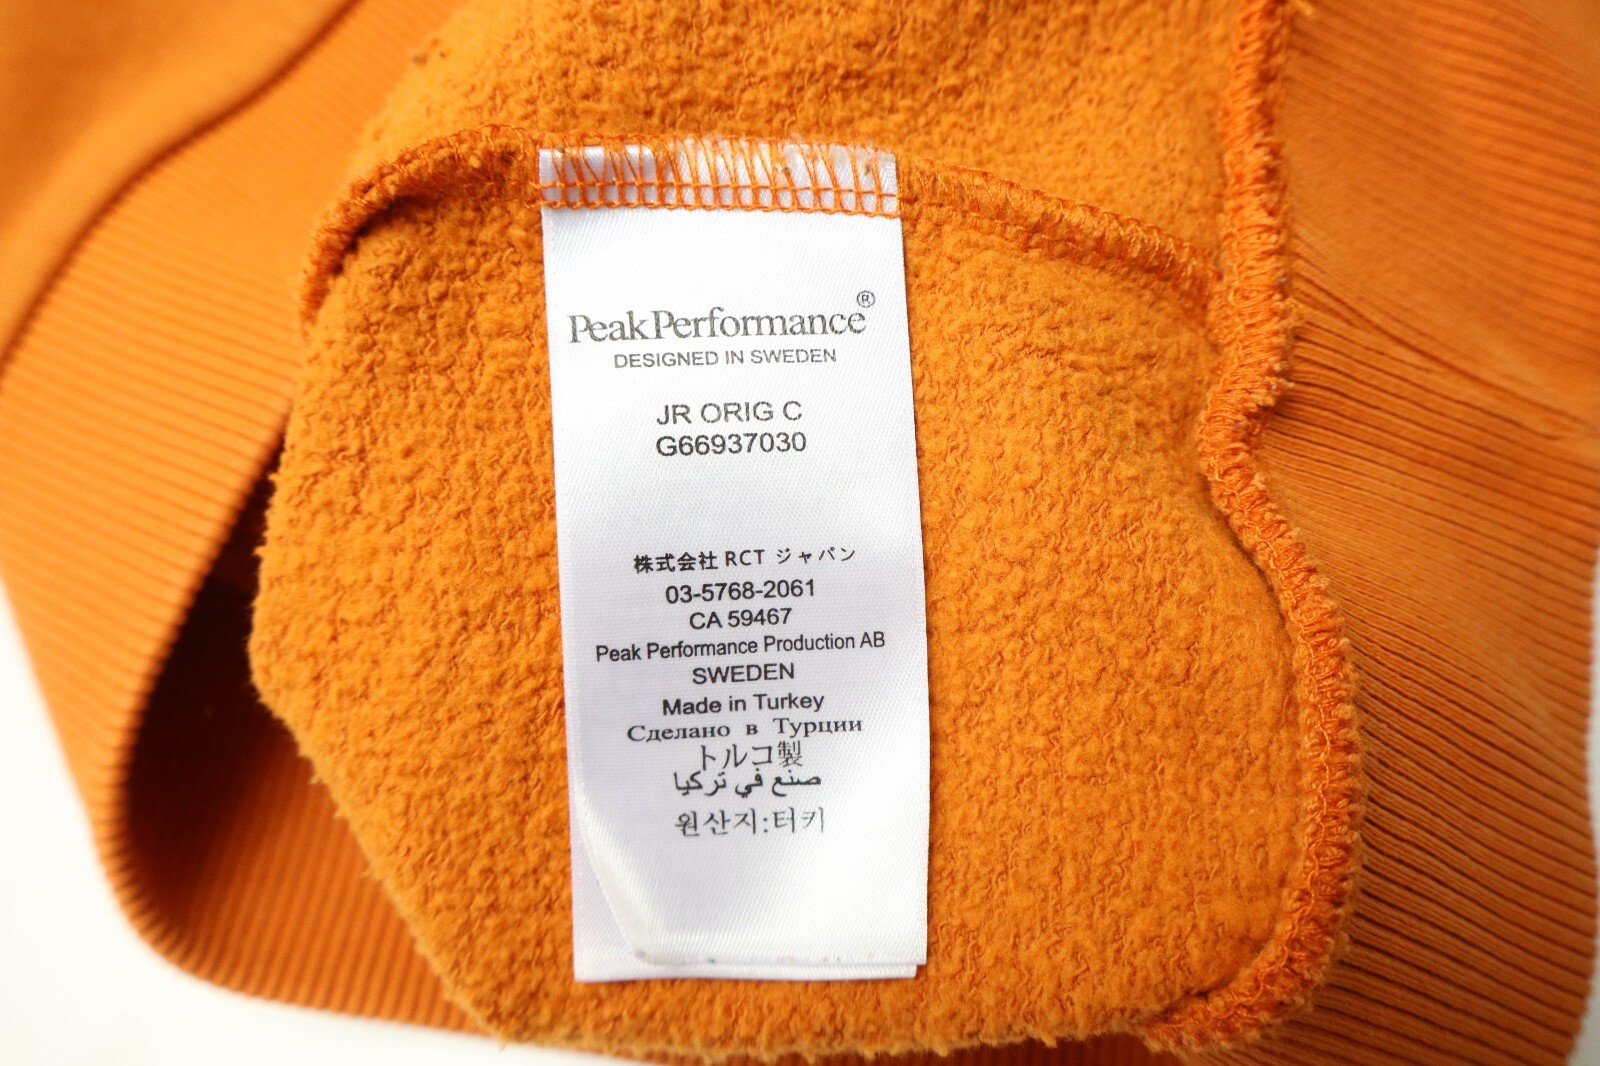 PeakPerformance®
DESIGNED IN SWEDEN
JR ORIG C
G66937030
株式会社 RCT ジャパン
03-5768-2061
CA 59467
Peak Performance Production AB
SWEDEN
Made in Turkey
Сделано в Турции
トルコ製
صنع في تركيا
원산지:터키